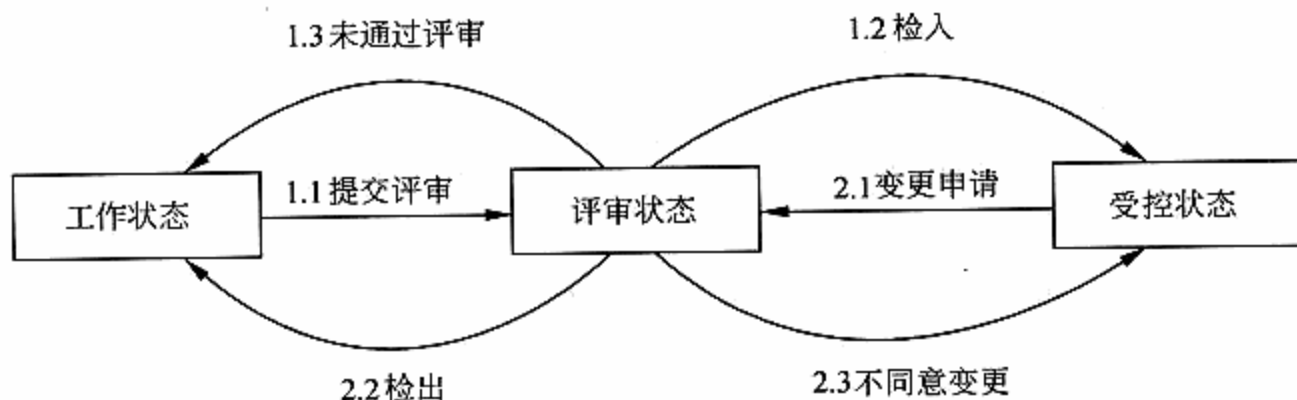 1.3未通过评审
1.2检入
工作状态
1.1提交评审
评审状态
2.1变更申请
受控状态
2.2检出
2.3不同意变更